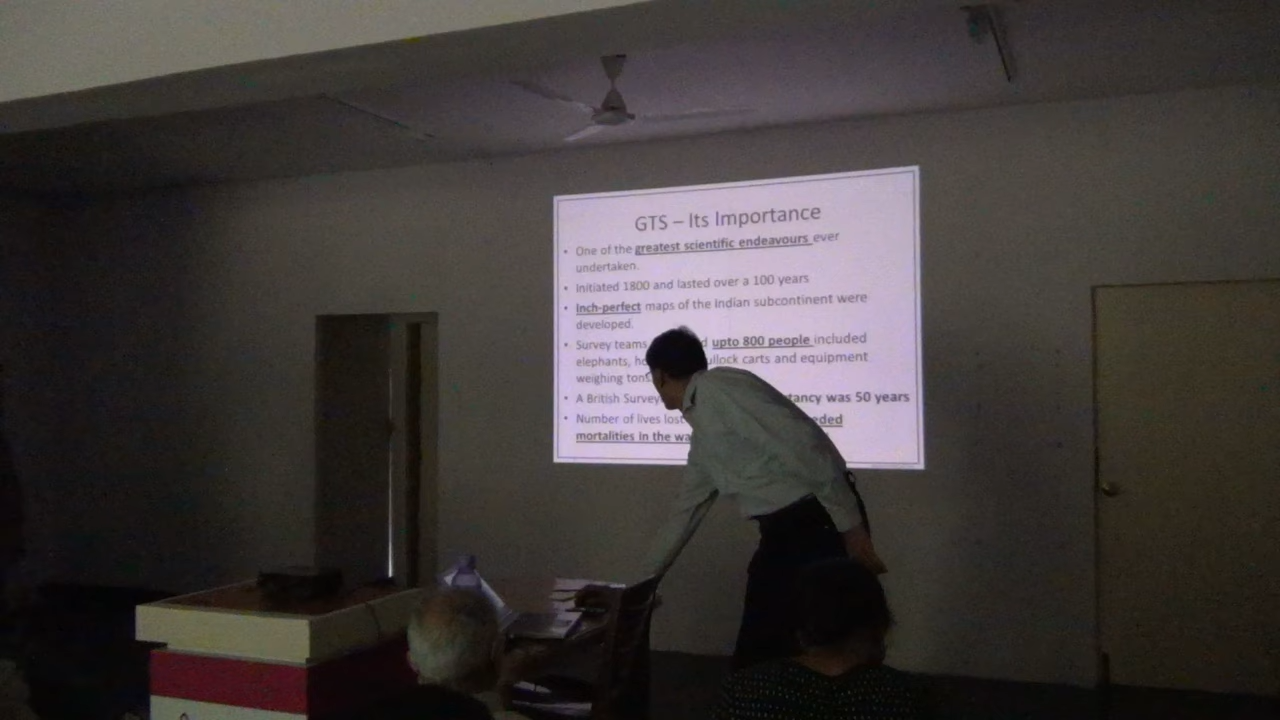 GTS – Its Importance
• One of the greatest scientific endeavours ever
undertaken.
• Initiated 1800 and lasted over a 100 years
• Inch-perfect maps of the Indian subcontinent were
developed.
• Survey teams upto 800 people included
elephants, bullock carts and equipment
weighing tons
• A British Survey tancy was 50 years
• Number of lives lost eded
mortalities in the wa